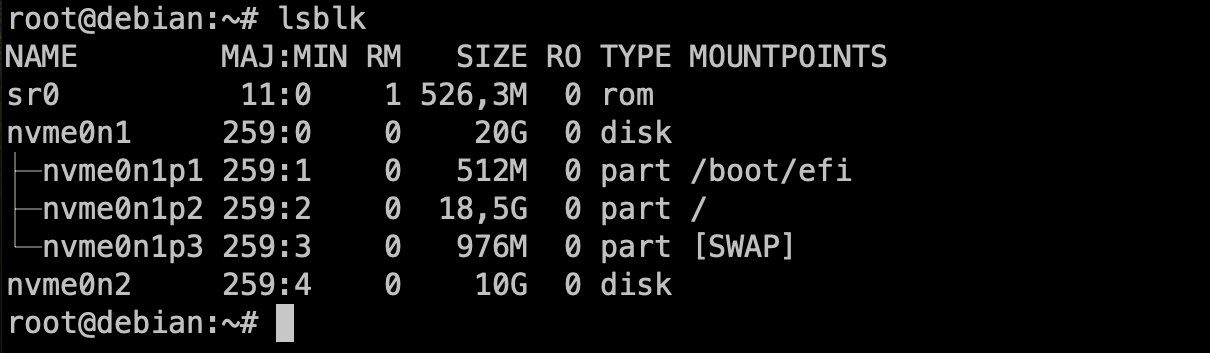 root@debian:~# lsblk
NAME        MAJ:MIN RM   SIZE RO TYPE MOUNTPOINTS
sr0          11:0    1 526,3M  0 rom
nvme0n1     259:0    0    20G  0 disk
├─nvme0n1p1 259:1    0   512M  0 part /boot/efi
├─nvme0n1p2 259:2    0  18,5G  0 part /
└─nvme0n1p3 259:3    0   976M  0 part [SWAP]
nvme0n2     259:4    0    10G  0 disk
root@debian:~#